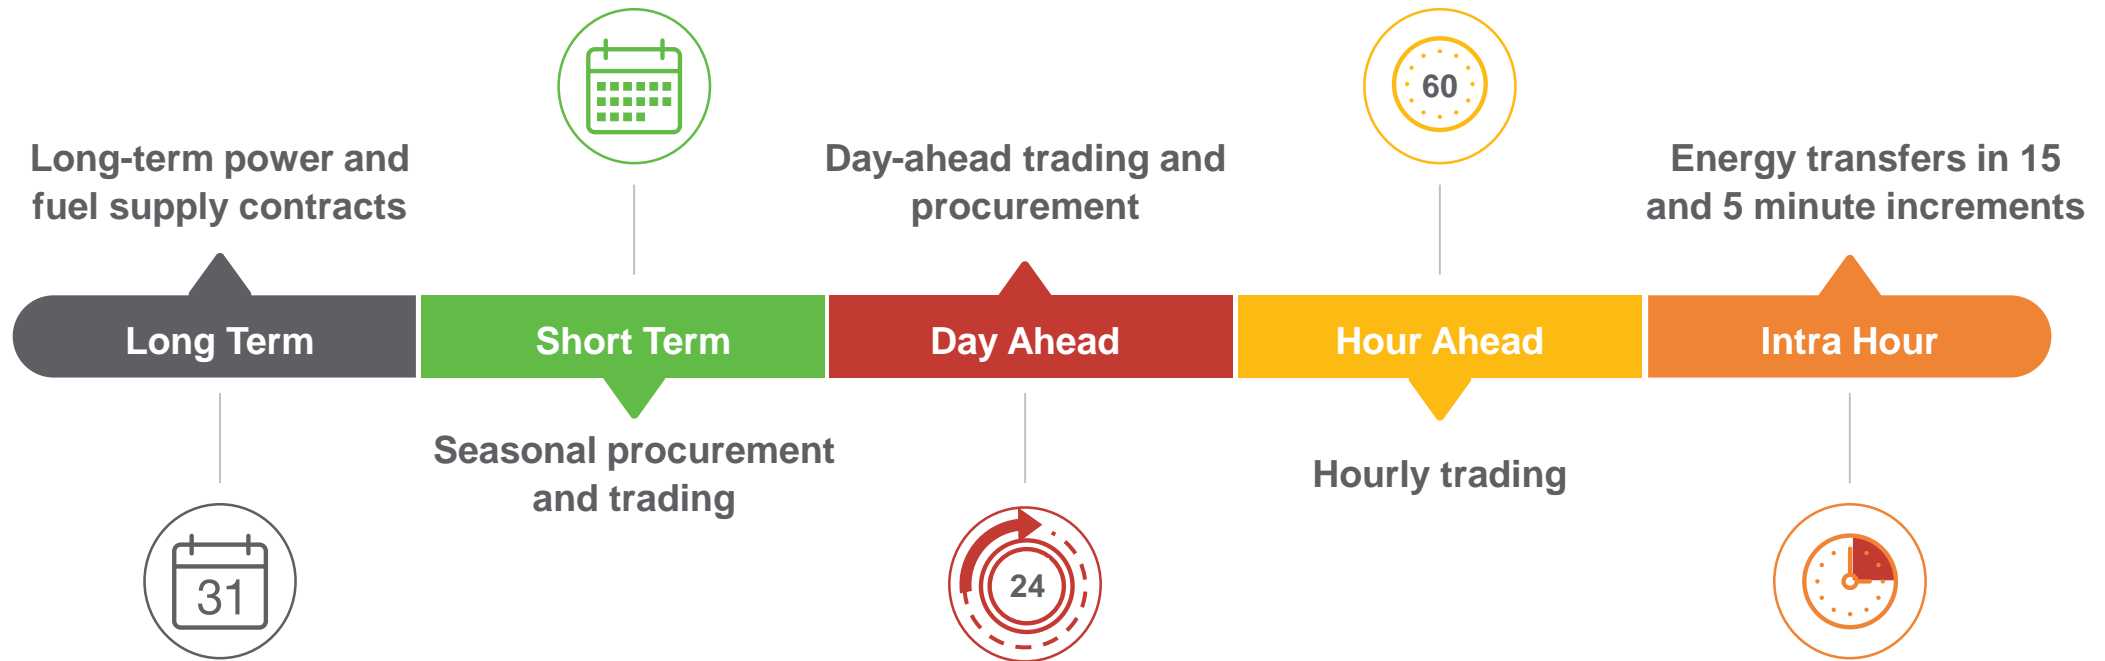 60
Long-term power and
fuel supply contracts
Day-ahead trading and
procurement
Energy transfers in 15
and 5 minute increments
Long Term
Short Term
Day Ahead
Hour Ahead
Intra Hour
Seasonal procurement
and trading
Hourly trading
31
24